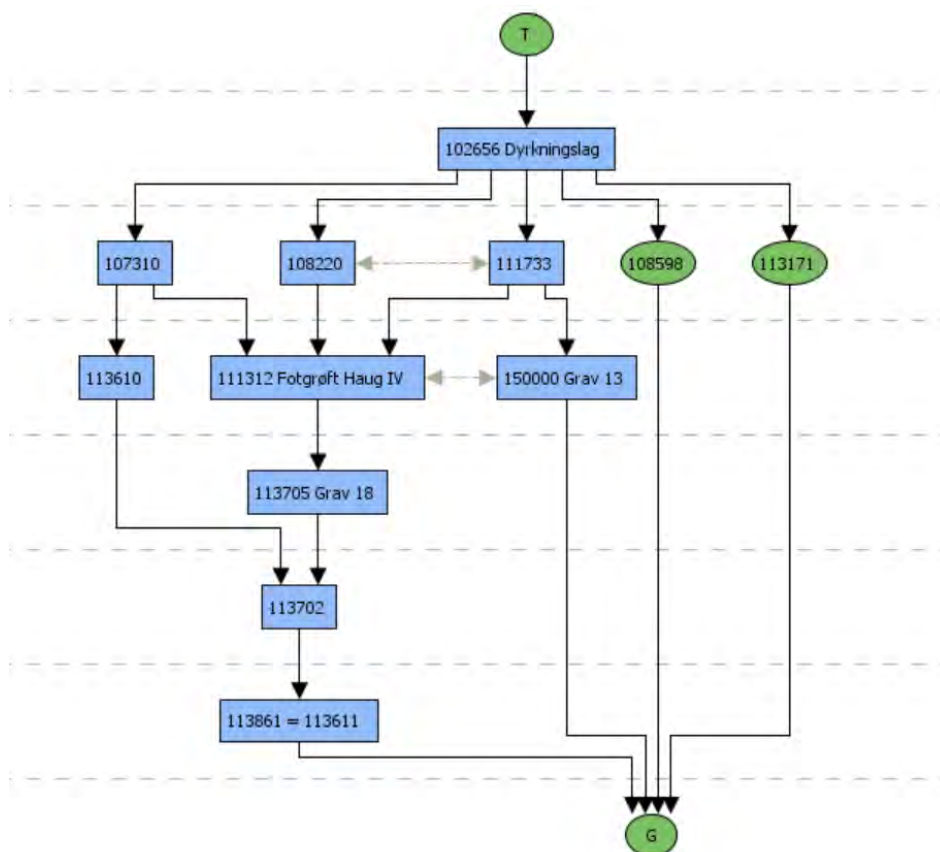 T
102656 Dyrkningslag
107310
108220
111733
108598
113171
113610
111312 Fotgrøft Haug IV
150000 Grav 13
113705 Grav 18
113702
113861 = 113611
G